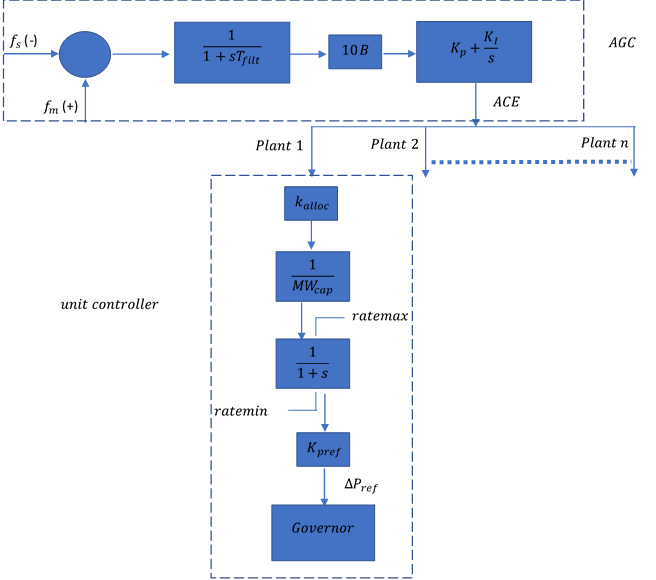 f_s (-)
1
1 + sT_filt
10B
K_p + K_I
s
AGC
f_m (+)
ACE
Plant 1
Plant 2
Plant n
k_alloc
1
MW_cap
unit controller
ratemax
1
1 + s
ratemin
K_pref
ΔP_ref
Governor